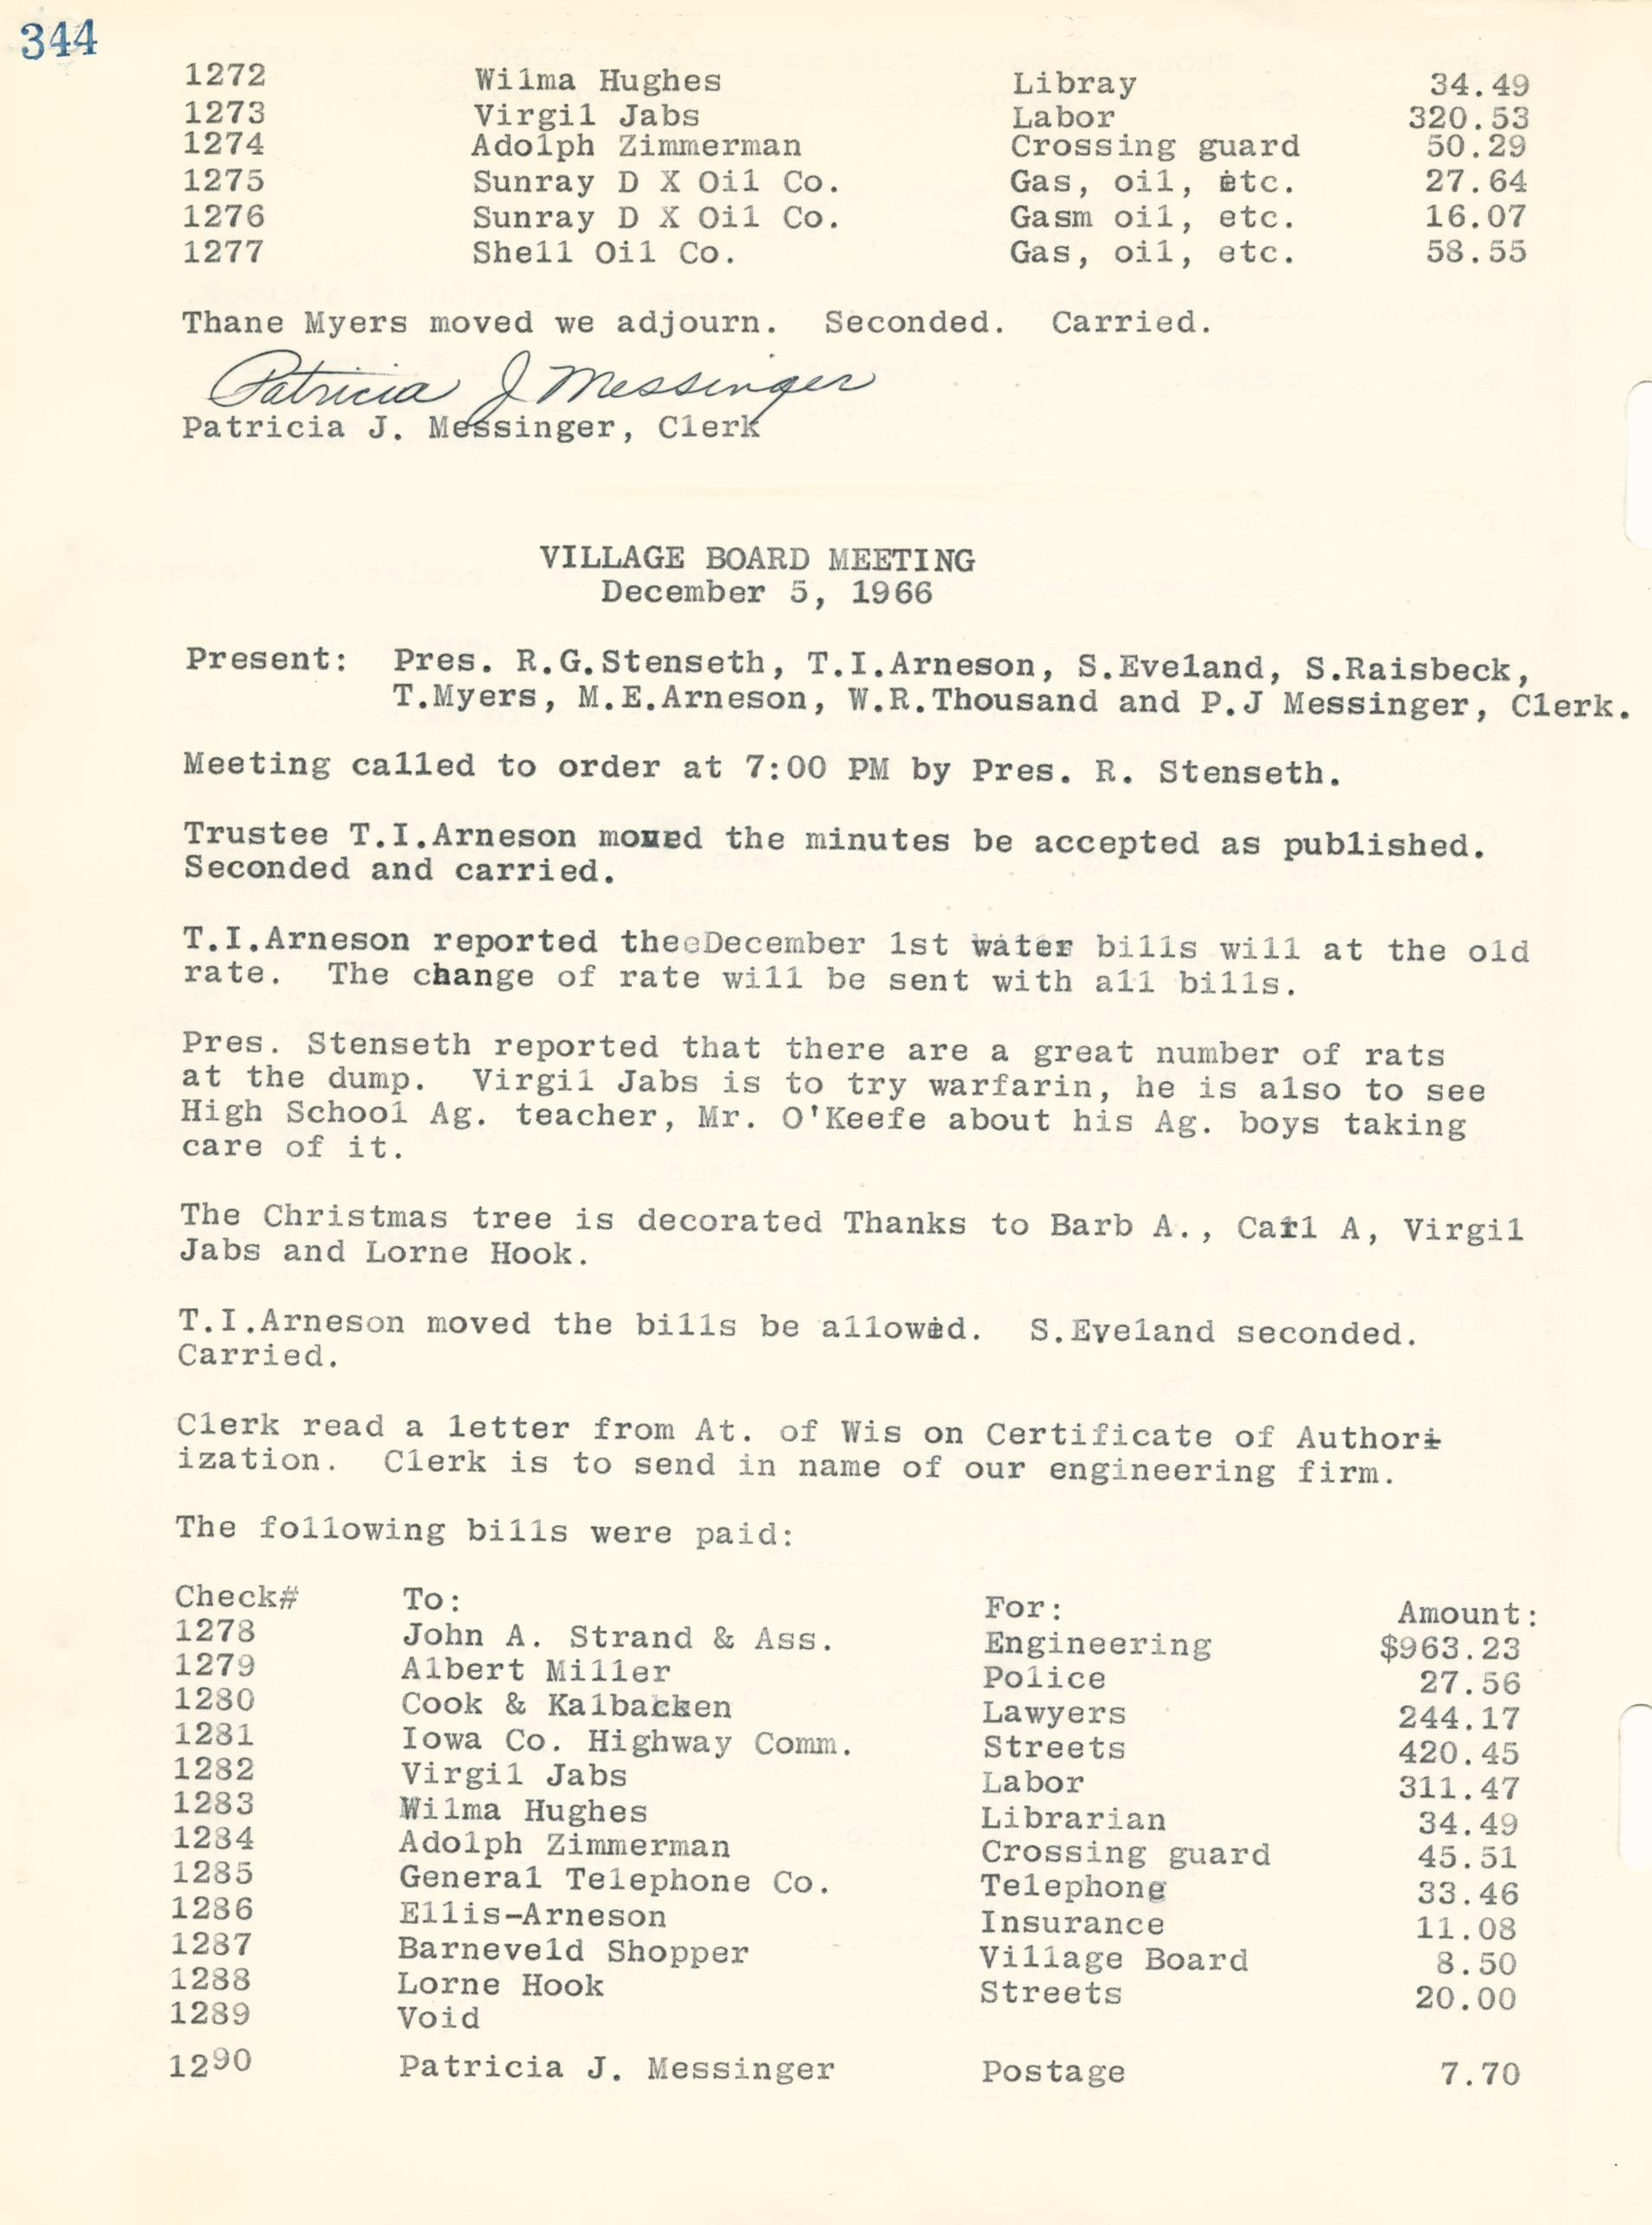 344
1272 Wilma Hughes Libray 34.49
1273 Virgil Jabs Labor 320.53
1274 Adolph Zimmerman Crossing guard 50.29
1275 Sunray D X Oil Co. Gas, oil, etc. 27.64
1276 Sunray D X Oil Co. Gasm oil, etc. 16.07
1277 Shell Oil Co. Gas, oil, etc. 58.55
Thane Myers moved we adjourn. Seconded. Carried.
Patricia J Messinger
Patricia J. Messinger, Clerk
VILLAGE BOARD MEETING
December 5, 1966
Present: Pres. R.G.Stenseth, T.I.Arneson, S.Eveland, S.Raisbeck,
T.Myers, M.E.Arneson, W.R.Thousand and P.J Messinger, Clerk.
Meeting called to order at 7:00 PM by Pres. R. Stenseth.
Trustee T.I.Arneson moved the minutes be accepted as published.
Seconded and carried.
T.I.Arneson reported theeDecember 1st water bills will at the old
rate. The change of rate will be sent with all bills.
Pres. Stenseth reported that there are a great number of rats
at the dump. Virgil Jabs is to try warfarin, he is also to see
High School Ag. teacher, Mr. O'Keefe about his Ag. boys taking
care of it.
The Christmas tree is decorated Thanks to Barb A., Carl A, Virgil
Jabs and Lorne Hook.
T.I.Arneson moved the bills be allowed. S.Eveland seconded.
Carried.
Clerk read a letter from At. of Wis on Certificate of Author-
ization. Clerk is to send in name of our engineering firm.
The following bills were paid:
Check# To: For: Amount:
1278 John A. Strand & Ass. Engineering $963.23
1279 Albert Miller Police 27.56
1280 Cook & Kalbacken Lawyers 244.17
1281 Iowa Co. Highway Comm. Streets 420.45
1282 Virgil Jabs Labor 311.47
1283 Wilma Hughes Librarian 34.49
1284 Adolph Zimmerman Crossing guard 45.51
1285 General Telephone Co. Telephone 33.46
1286 Ellis-Arneson Insurance 11.08
1287 Barneveld Shopper Village Board 8.50
1288 Lorne Hook Streets 20.00
1289 Void
1290 Patricia J. Messinger Postage 7.70